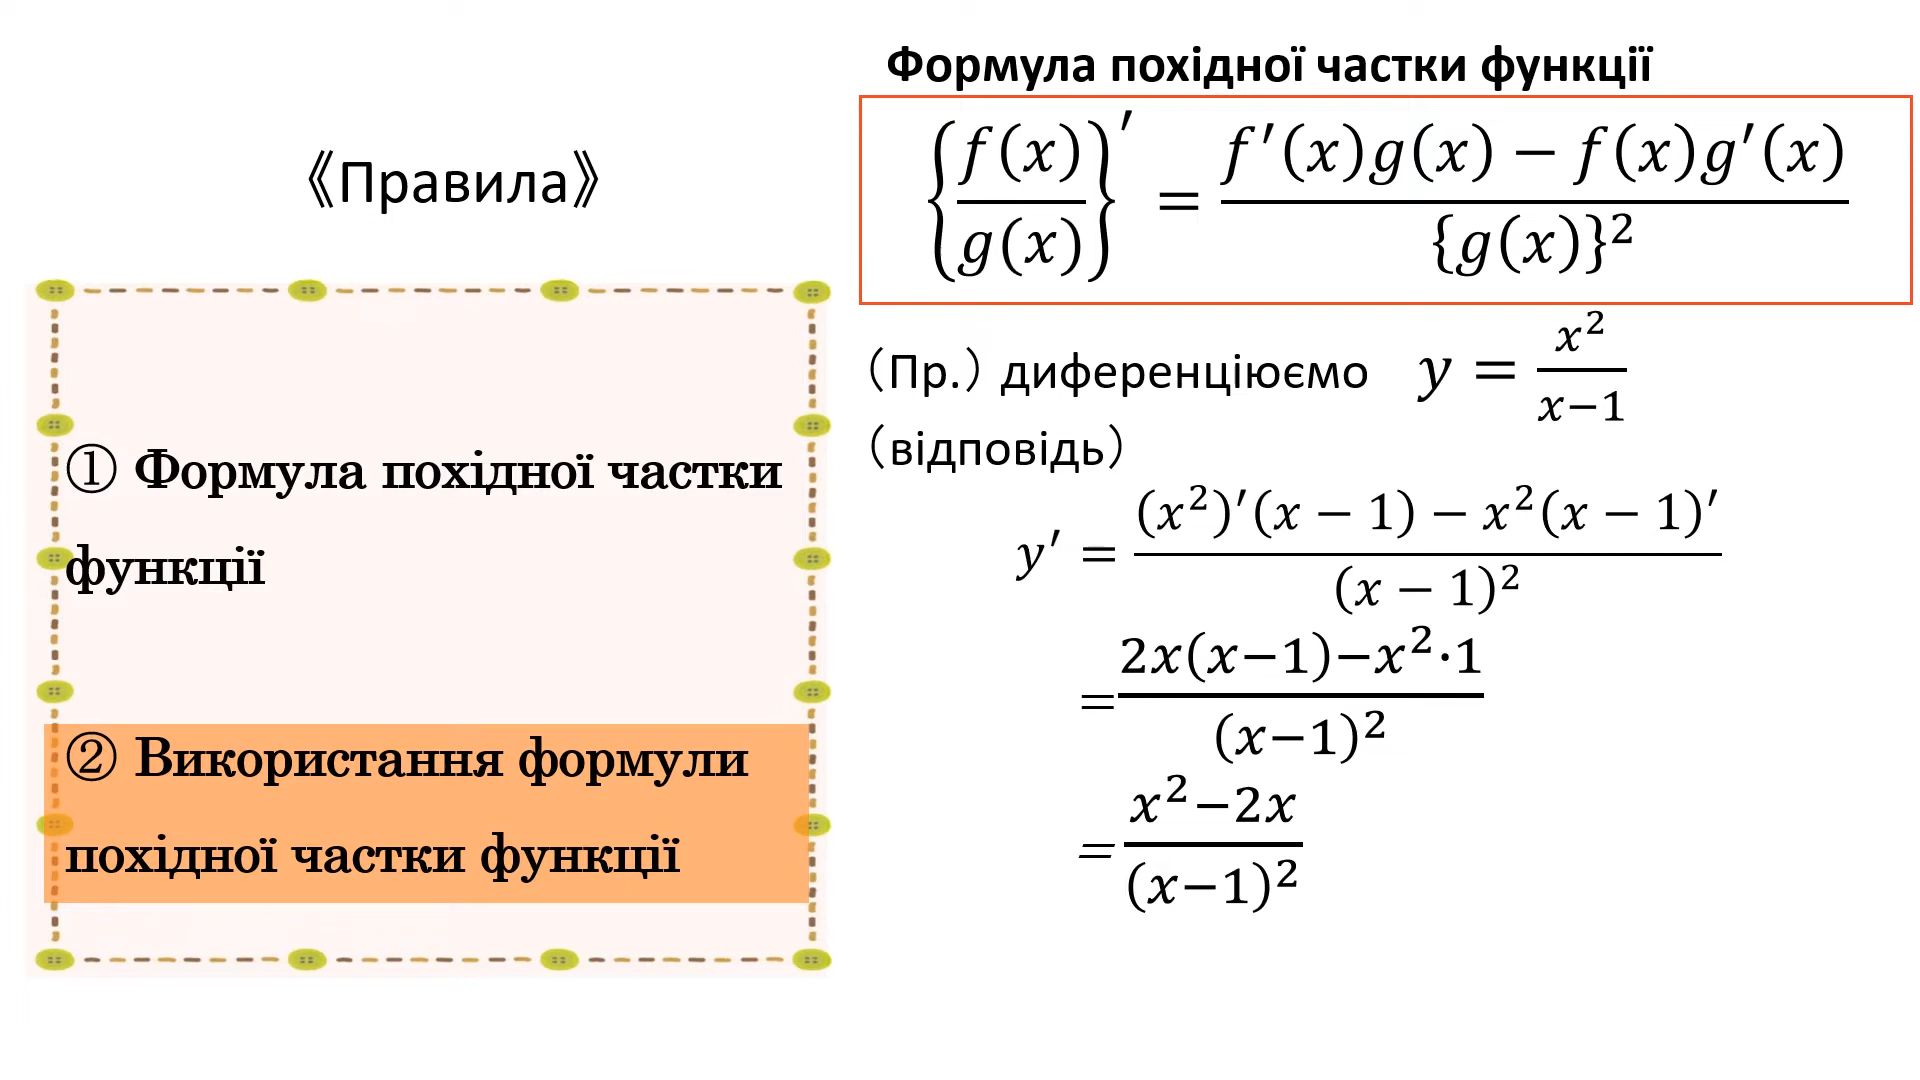 《Правила》
① Формула похідної частки
функції
② Використання формули
похідної частки функції
Формула похідної частки функції
{f(x)/g(x)}′ = (f′(x)g(x) − f(x)g′(x))/{g(x)}²
（Пр.）диференціюємо y = x²/(x−1)
（відповідь）
y′ = ((x²)′(x − 1) − x²(x − 1)′)/(x − 1)²
= (2x(x−1)−x²·1)/(x−1)²
= (x²−2x)/(x−1)²